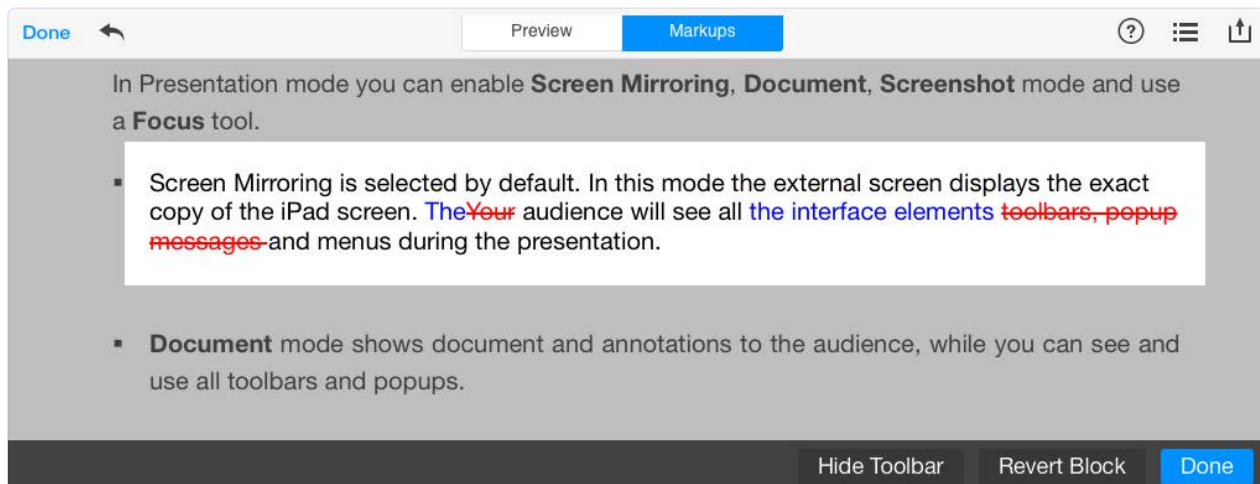 Done Preview Markups ?
In Presentation mode you can enable Screen Mirroring, Document, Screenshot mode and use
a Focus tool.
▪ Screen Mirroring is selected by default. In this mode the external screen displays the exact
copy of the iPad screen. TheYour audience will see all the interface elements toolbars, popup
messages and menus during the presentation.
▪ Document mode shows document and annotations to the audience, while you can see and
use all toolbars and popups.
Hide Toolbar Revert Block Done